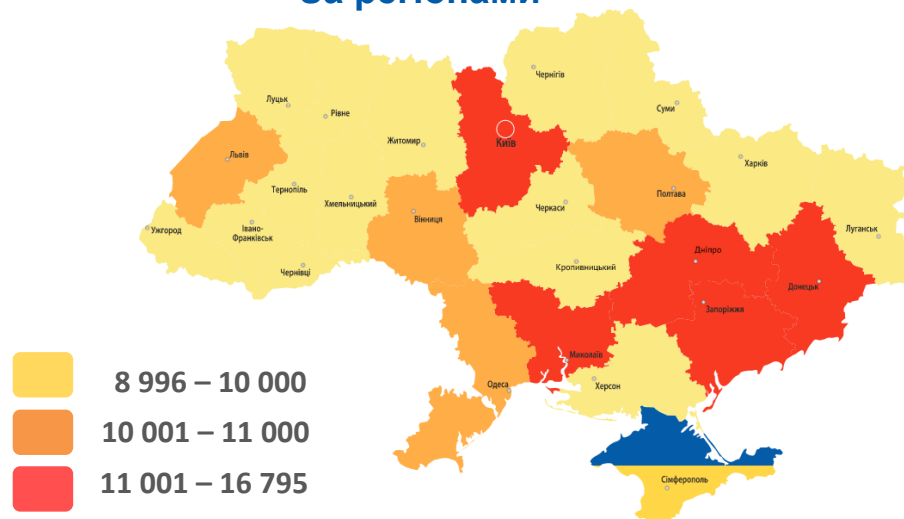 За регіонами
Чернігів
Суми
Луцьк
Рівне
Київ
Житомир
Львів
Харків
Тернопіль
Полтава
Хмельницький
Черкаси
Вінниця
Ужгород
Івано-
Франківськ
Луганськ
Дніпро
Чернівці
Кропивницький
Донецьк
Запоріжжя
Миколаїв
Одеса
Херсон
Сімферополь
8 996 – 10 000
10 001 – 11 000
11 001 – 16 795